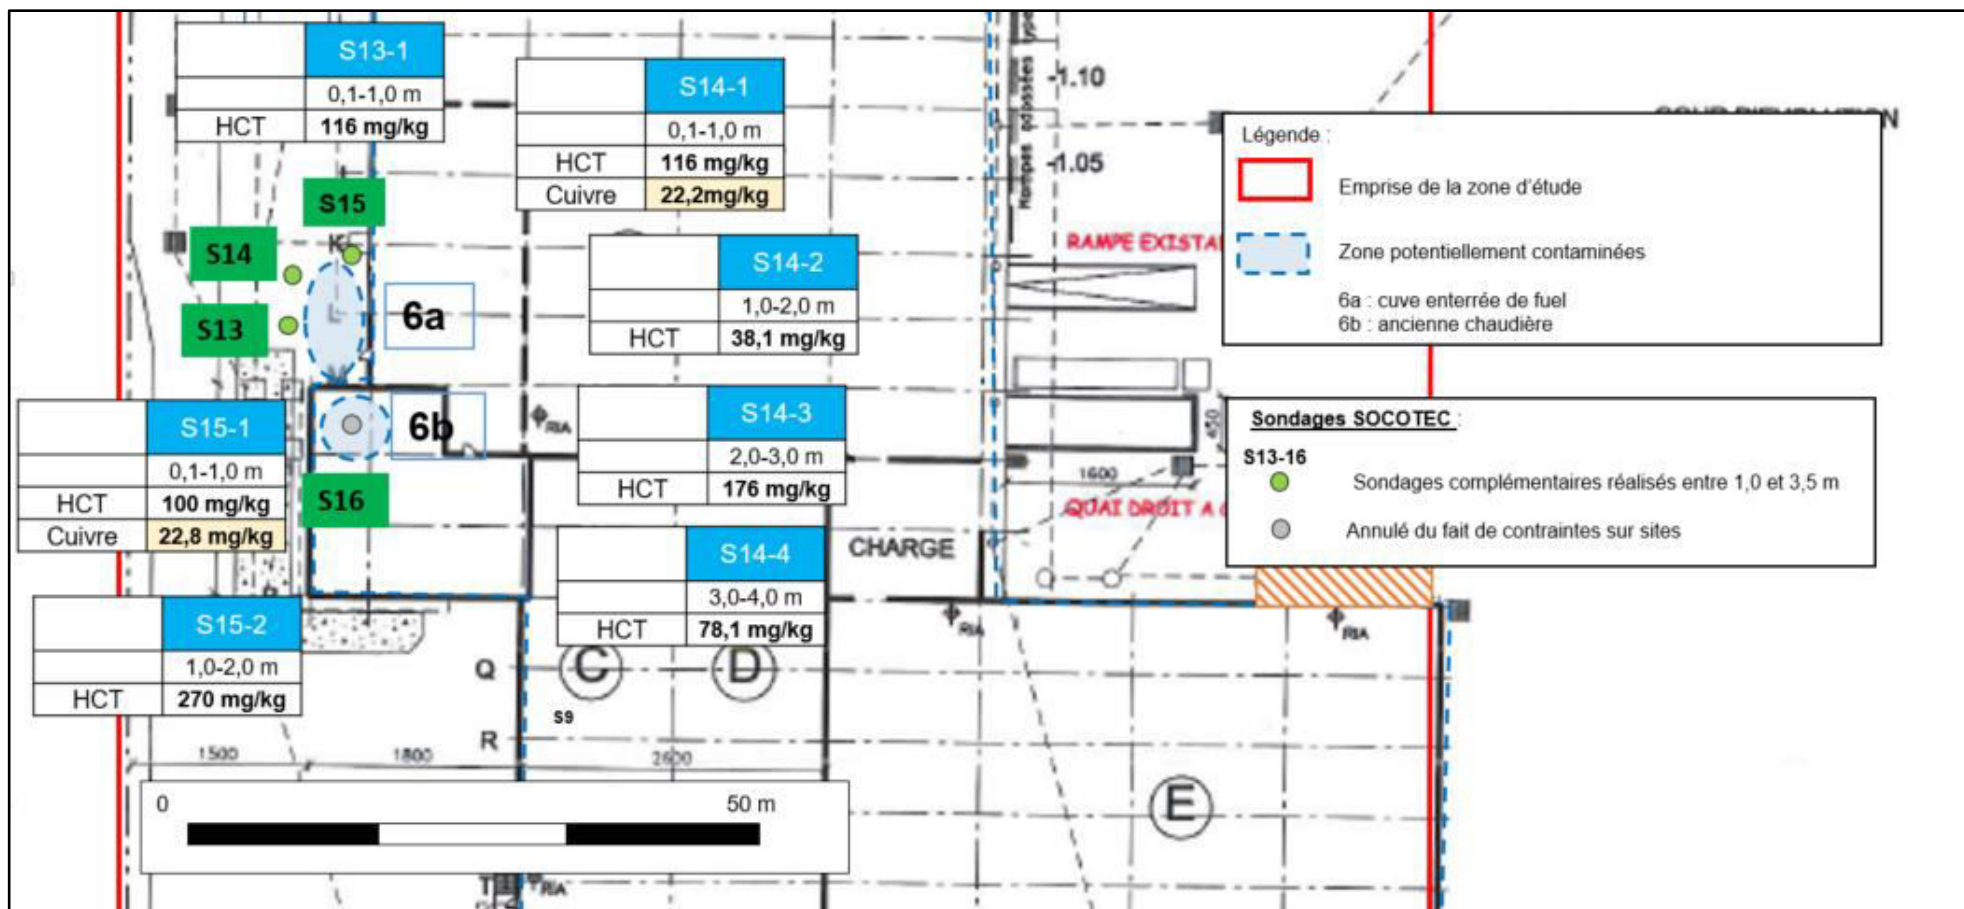 S13-1
0,1-1,0 m
HCT 116 mg/kg
S14-1
0,1-1,0 m
HCT 116 mg/kg
Cuivre 22,2mg/kg
S14-2
1,0-2,0 m
HCT 38,1 mg/kg
S14-3
2,0-3,0 m
HCT 176 mg/kg
S14-4
3,0-4,0 m
HCT 78,1 mg/kg
S15-1
0,1-1,0 m
HCT 100 mg/kg
Cuivre 22,8 mg/kg
S15-2
1,0-2,0 m
HCT 270 mg/kg
S15
S14
S13
S16
6a
6b
K
L
-1.10
-1.05
RAMPE EXISTA
1600
450
QUAI DROIT A
CHARGE
RIA
RIA
RIA
RIA
C
D
E
Q
R
T
S9
1500
1800
2600
0
50 m
Légende :
Emprise de la zone d'étude
Zone potentiellement contaminées
6a : cuve enterrée de fuel
6b : ancienne chaudière
Sondages SOCOTEC :
S13-16
Sondages complémentaires réalisés entre 1,0 et 3,5 m
Annulé du fait de contraintes sur sites